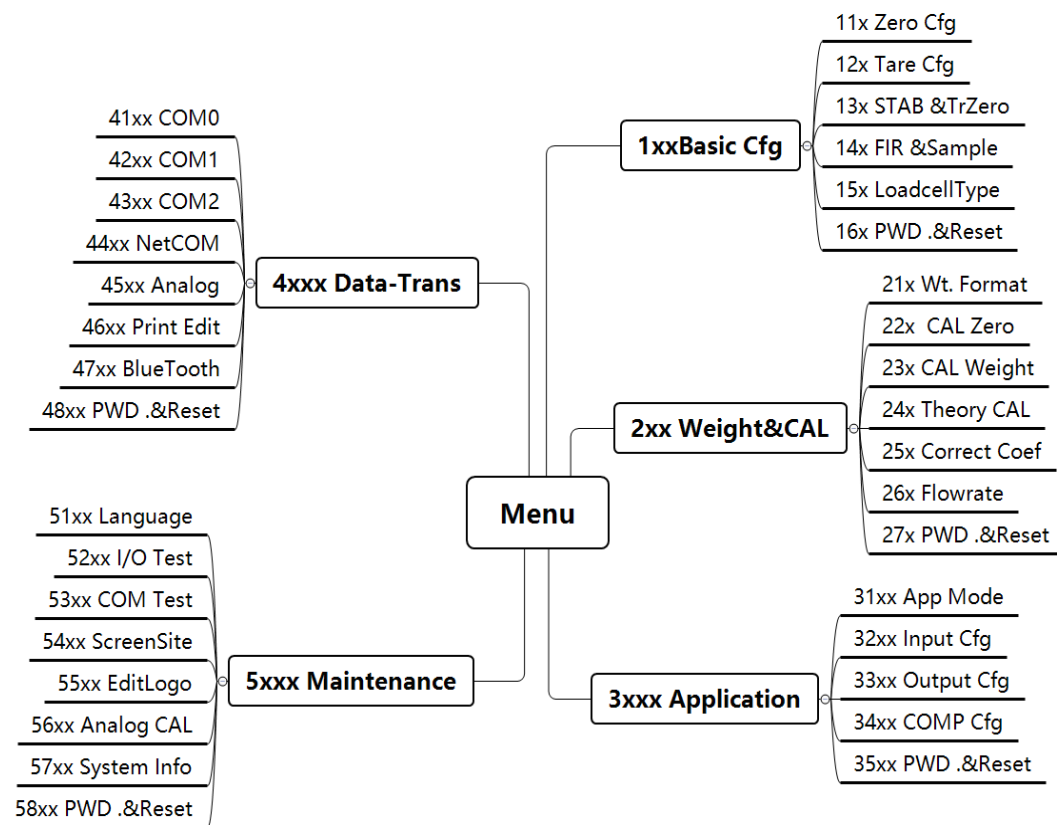 Menu
1xxBasic Cfg
11x Zero Cfg
12x Tare Cfg
13x STAB &TrZero
14x FIR &Sample
15x LoadcellType
16x PWD .&Reset
2xx Weight&CAL
21x Wt. Format
22x  CAL Zero
23x CAL Weight
24x Theory CAL
25x Correct Coef
26x Flowrate
27x PWD .&Reset
3xxx Application
31xx App Mode
32xx Input Cfg
33xx Output Cfg
34xx COMP Cfg
35xx PWD .&Reset
4xxx Data-Trans
41xx COM0
42xx COM1
43xx COM2
44xx NetCOM
45xx Analog
46xx Print Edit
47xx BlueTooth
48xx PWD .&Reset
5xxx Maintenance
51xx Language
52xx I/O Test
53xx COM Test
54xx ScreenSite
55xx EditLogo
56xx Analog CAL
57xx System Info
58xx PWD .&Reset